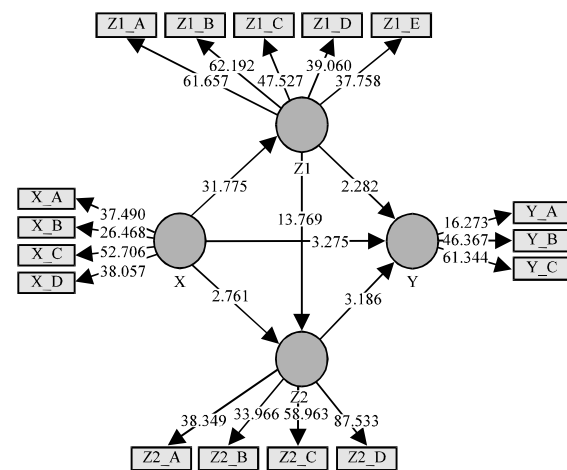 Z1_A Z1_B Z1_C Z1_D Z1_E
62.192 39.060
61.657 47.527 37.758
Z1
X_A
X_B
X_C
X_D
37.490
26.468
52.706
38.057
X
31.775
2.282
13.769
3.275
2.761
3.186
Y
16.273
46.367
61.344
Y_A
Y_B
Y_C
Z2
38.349 33.966 58.963 87.533
Z2_A Z2_B Z2_C Z2_D